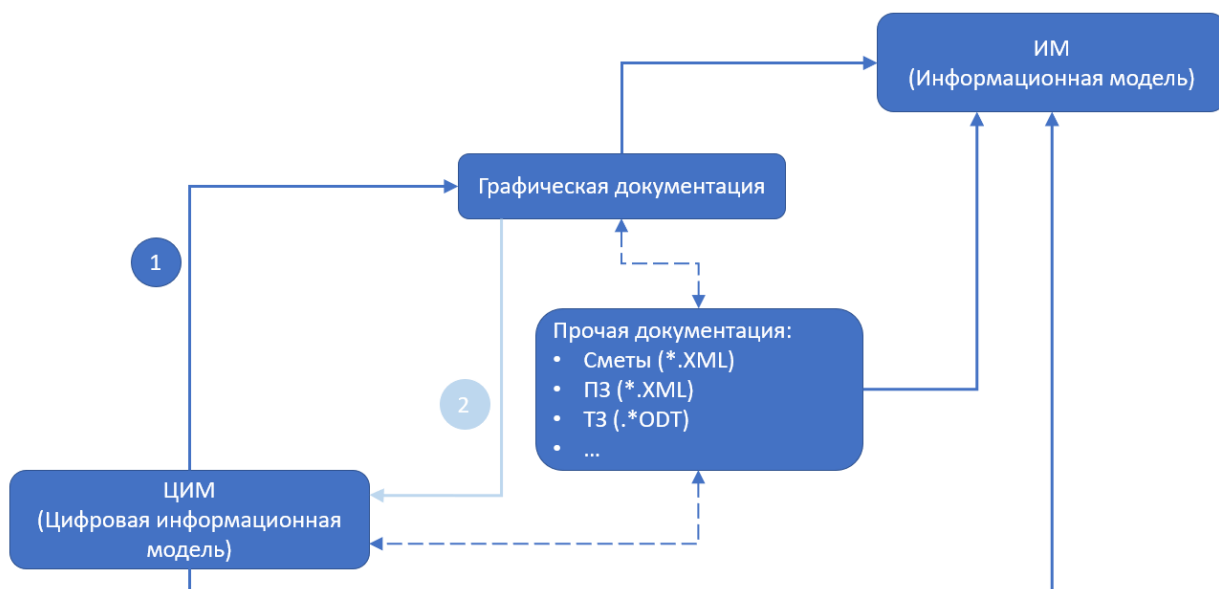 ИМ
(Информационная модель)
Графическая документация
1
Прочая документация:
• Сметы (*.XML)
• ПЗ (*.XML)
• ТЗ (.*ODT)
• ...
2
ЦИМ
(Цифровая информационная
модель)